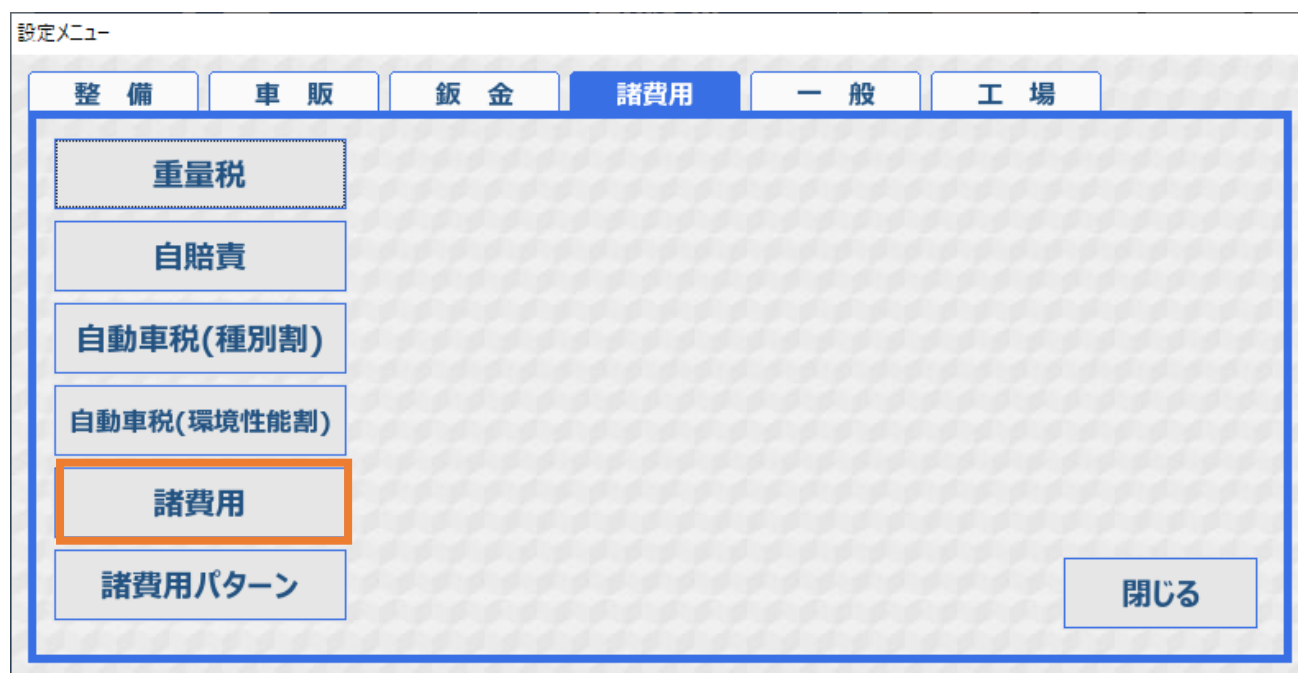 設定メニュー
整 備 車 販 鈑 金 諸費用 一 般 工 場
重量税
自賠責
自動車税(種別割)
自動車税(環境性能割)
諸費用
諸費用パターン
閉じる